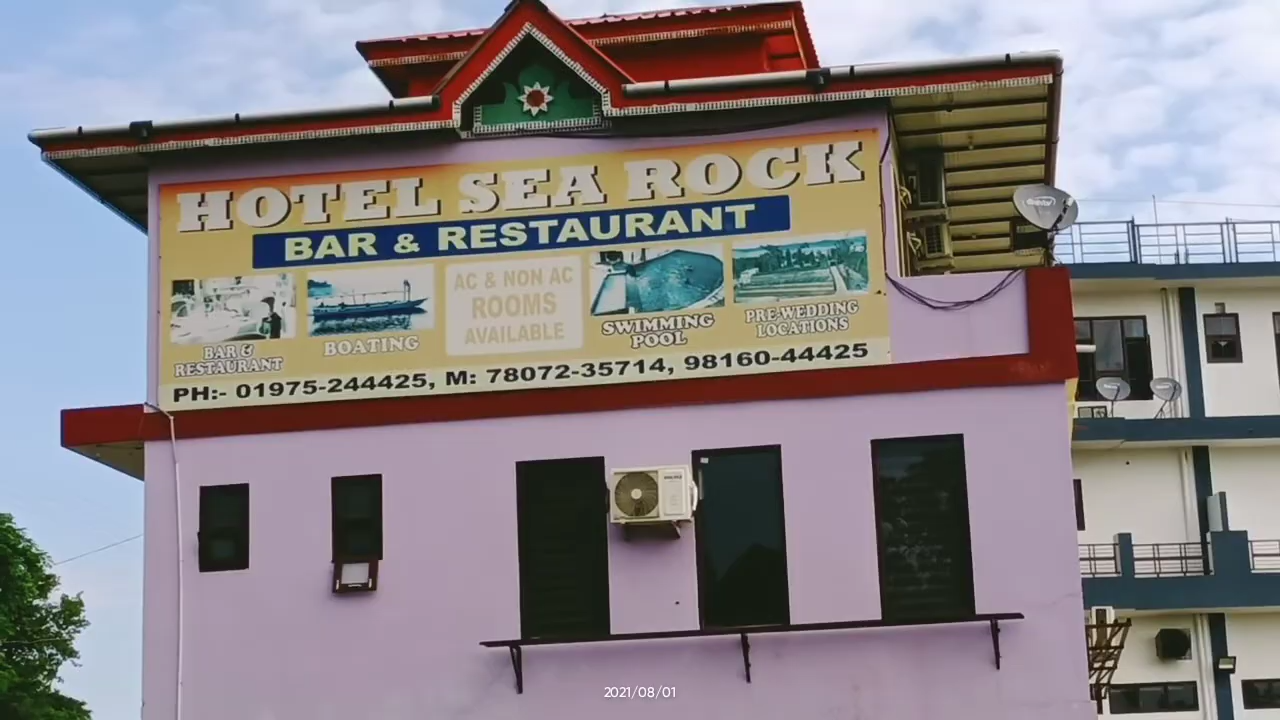 HOTEL SEA ROCK
BAR & RESTAURANT
AC & NON AC
ROOMS
AVAILABLE
BAR &
RESTAURANT
BOATING
SWIMMING
POOL
PRE-WEDDING
LOCATIONS
PH:- 01975-244425, M: 78072-35714, 98160-44425
2021/08/01